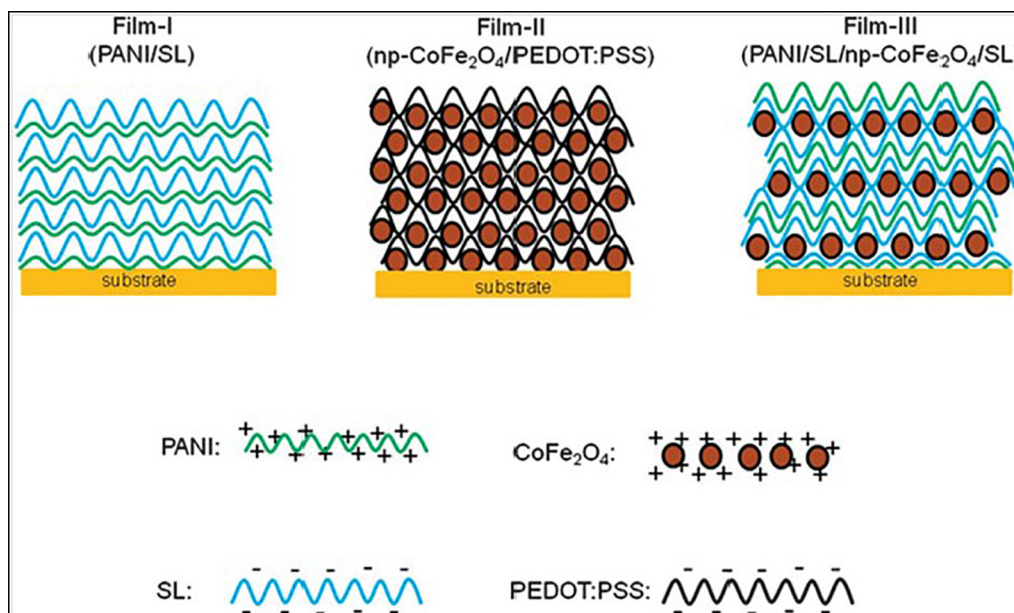 Film-I
(PANI/SL)
Film-II
(np-CoFe₂O₄/PEDOT:PSS)
Film-III
(PANI/SL/np-CoFe₂O₄/SL)
substrate
substrate
substrate
PANI:
+ + + + + + +
+ + + + + +
CoFe₂O₄:
+ + + + + + + +
+ + + + + + +
SL:
- - - - -
- - - - -
PEDOT:PSS:
- - - - -
- - - - -